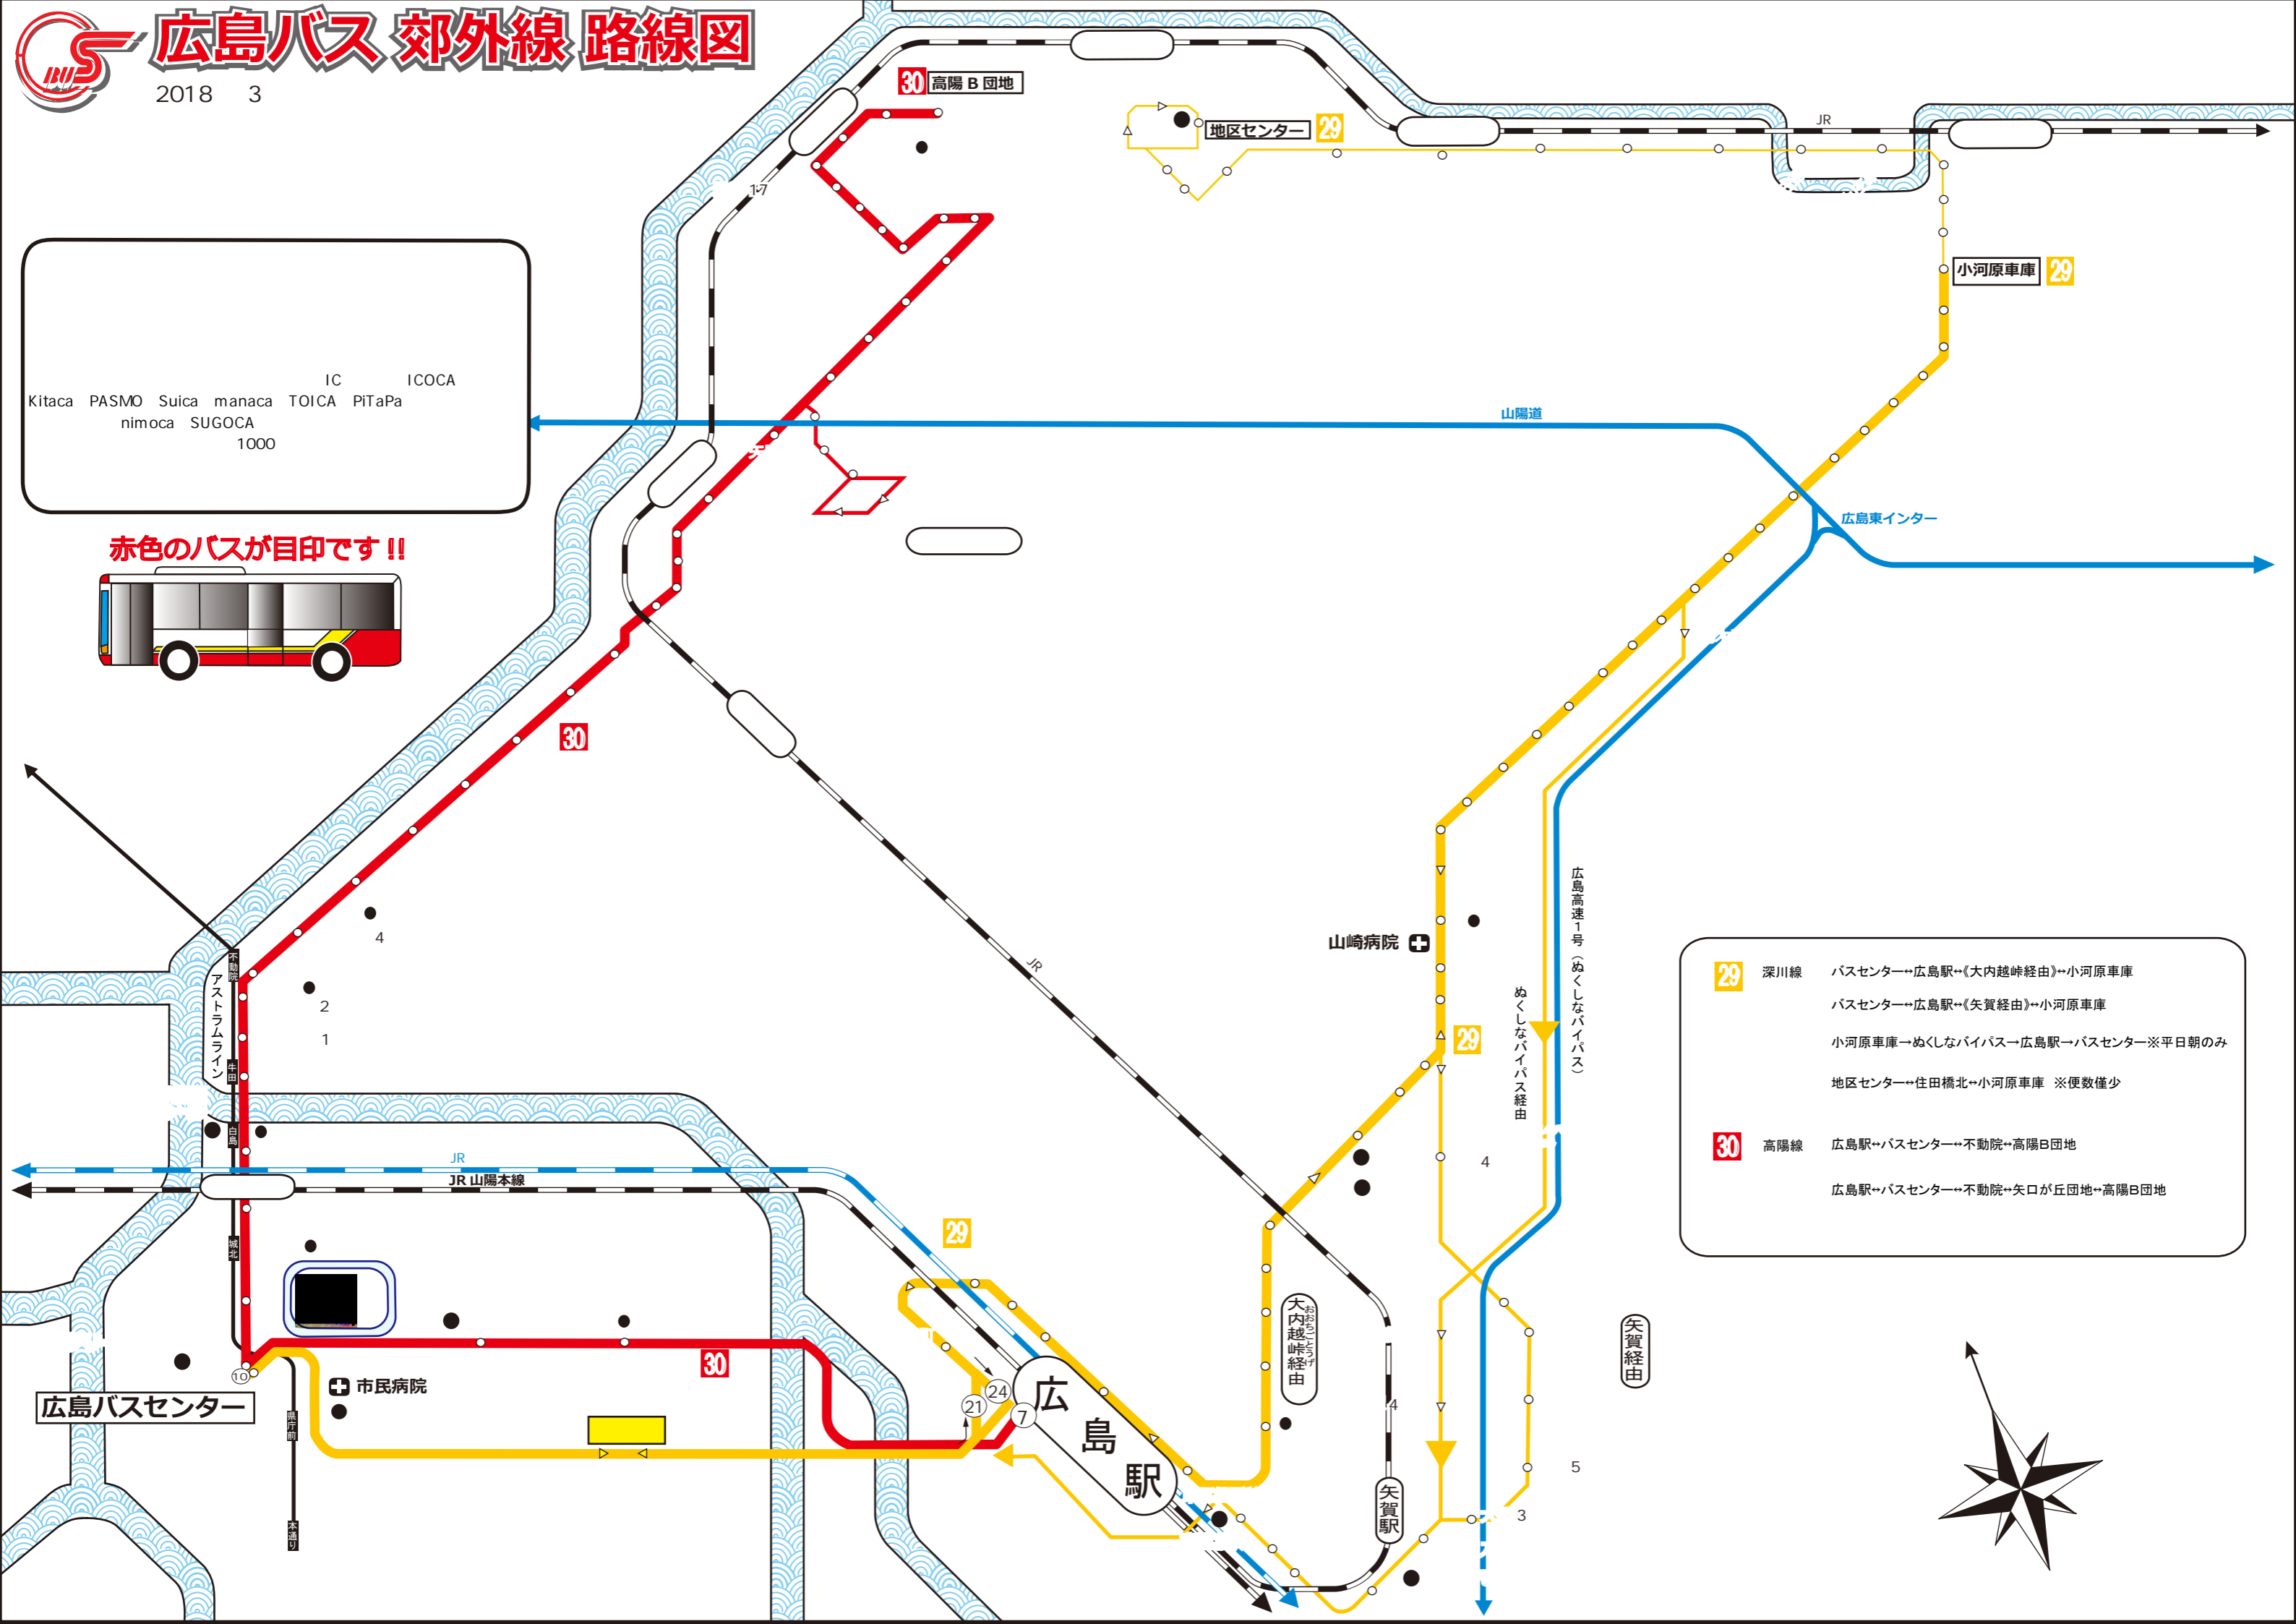 広島バス 郊外線 路線図
BUS
2018 3
30 高陽 B 団地
地区センター 29
JR
17
小河原車庫 29
IC ICOCA
Kitaca PASMO Suica manaca TOICA PiTaPa
nimoca SUGOCA
1000
山陽道
広島東インター
赤色のバスが目印です !!
30
4
2
1
不動院
アストラムライン
牛田
白島
城北
県庁前
本通り
JR
JR 山陽本線
JR
山崎病院
29
広島高速1号（ぬくしなバイパス）
ぬくしなバイパス経由
4
29 深川線 バスセンター↔広島駅↔《大内越峠経由》↔小河原車庫
バスセンター↔広島駅↔《矢賀経由》↔小河原車庫
小河原車庫→ぬくしなバイパス→広島駅→バスセンター※平日朝のみ
地区センター↔住田橋北↔小河原車庫 ※便数僅少
30 高陽線 広島駅↔バスセンター↔不動院↔高陽B団地
広島駅↔バスセンター↔不動院↔矢口が丘団地↔高陽B団地
29
10
広島バスセンター
市民病院
30
21
24
7
広島駅
大内越峠経由
おおちごとうげ
矢賀経由
4
矢賀駅
5
3